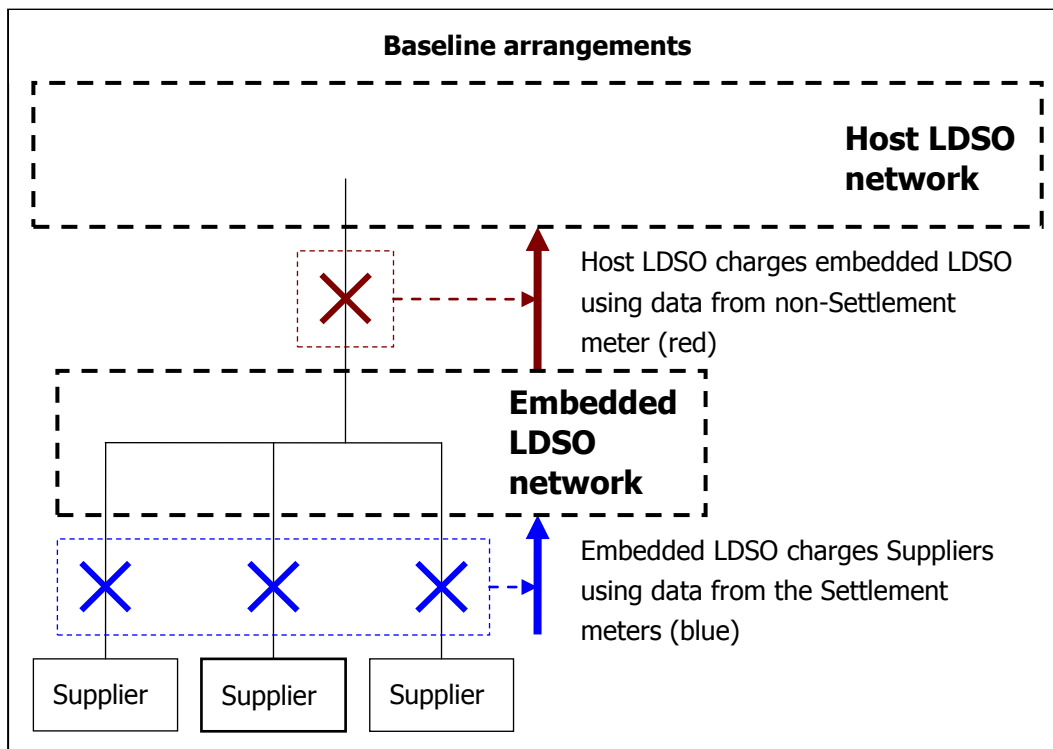 Baseline arrangements
Host LDSO
network
Host LDSO charges embedded LDSO
using data from non-Settlement
meter (red)
Embedded
LDSO
network
Embedded LDSO charges Suppliers
using data from the Settlement
meters (blue)
Supplier
Supplier
Supplier